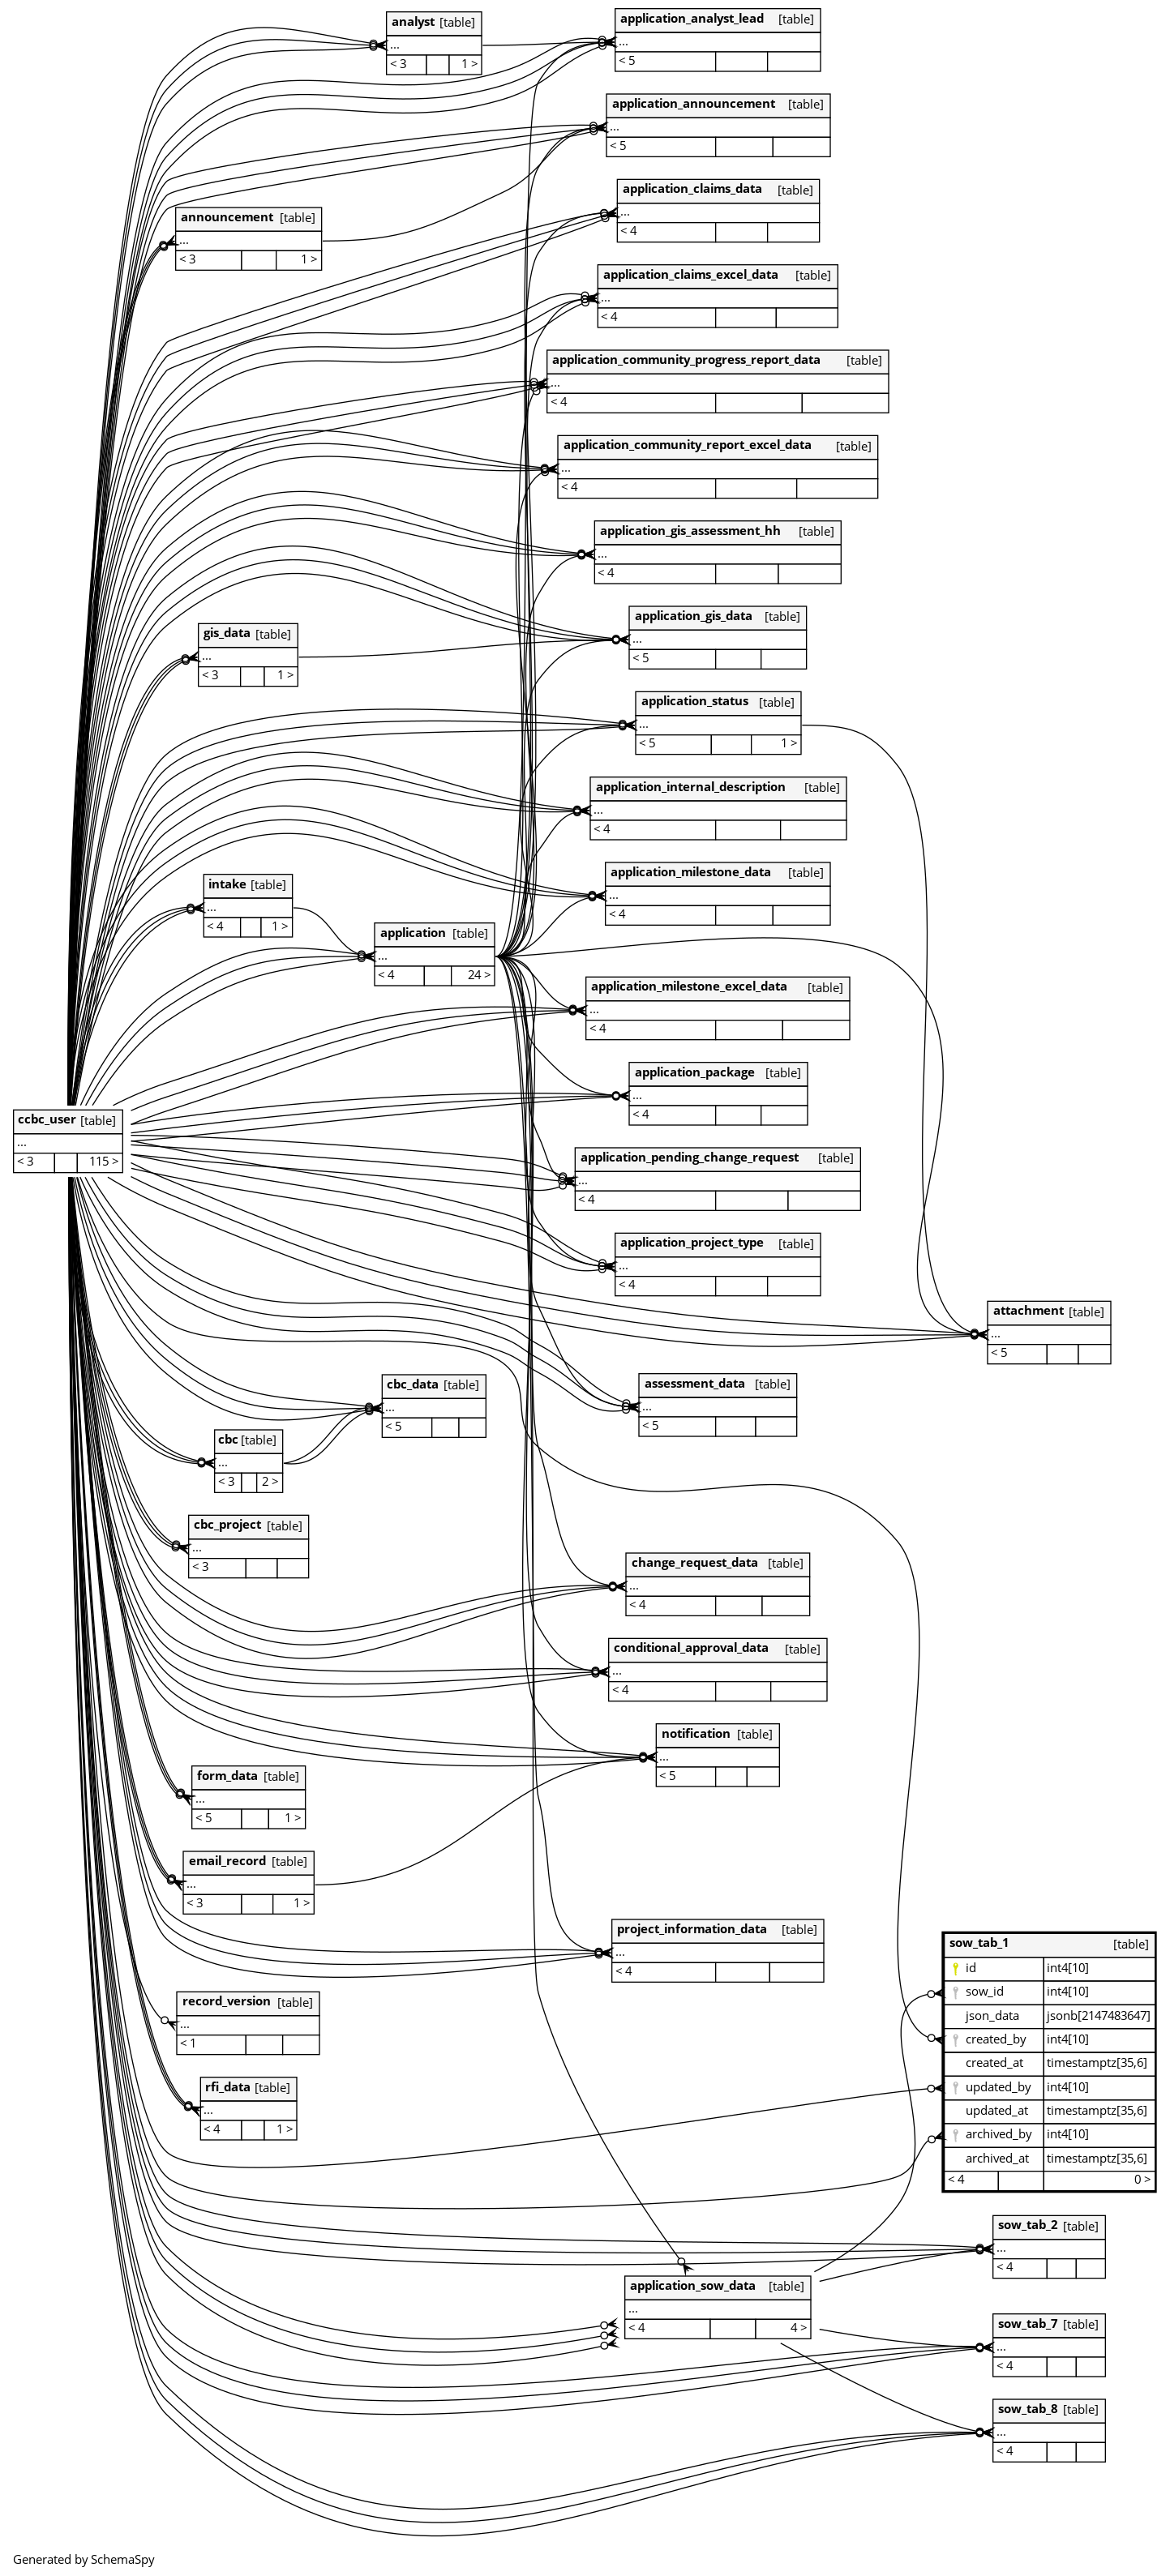 analyst [table]
...
< 3 1 >
application_analyst_lead [table]
...
< 5
application_announcement [table]
...
< 5
application_claims_data [table]
...
< 4
announcement [table]
...
< 3 1 >
application_claims_excel_data [table]
...
< 4
application_community_progress_report_data [table]
...
< 4
application_community_report_excel_data [table]
...
< 4
application_gis_assessment_hh [table]
...
< 4
application_gis_data [table]
...
< 5
gis_data [table]
...
< 3 1 >
application_status [table]
...
< 5 1 >
application_internal_description [table]
...
< 4
application_milestone_data [table]
...
< 4
intake [table]
...
< 4 1 >
application [table]
...
< 4 24 >
application_milestone_excel_data [table]
...
< 4
application_package [table]
...
< 4
ccbc_user [table]
...
< 3 115 >
application_pending_change_request [table]
...
< 4
application_project_type [table]
...
< 4
attachment [table]
...
< 5
assessment_data [table]
...
< 5
cbc_data [table]
...
< 5
cbc [table]
...
< 3 2 >
cbc_project [table]
...
< 3
change_request_data [table]
...
< 4
conditional_approval_data [table]
...
< 4
notification [table]
...
< 5
form_data [table]
...
< 5 1 >
email_record [table]
...
< 3 1 >
project_information_data [table]
...
< 4
sow_tab_1 [table]
id int4[10]
sow_id int4[10]
json_data jsonb[2147483647]
created_by int4[10]
created_at timestamptz[35,6]
updated_by int4[10]
updated_at timestamptz[35,6]
archived_by int4[10]
archived_at timestamptz[35,6]
< 4 0 >
record_version [table]
...
< 1
rfi_data [table]
...
< 4 1 >
sow_tab_2 [table]
...
< 4
application_sow_data [table]
...
< 4 4 >
sow_tab_7 [table]
...
< 4
sow_tab_8 [table]
...
< 4
Generated by SchemaSpy